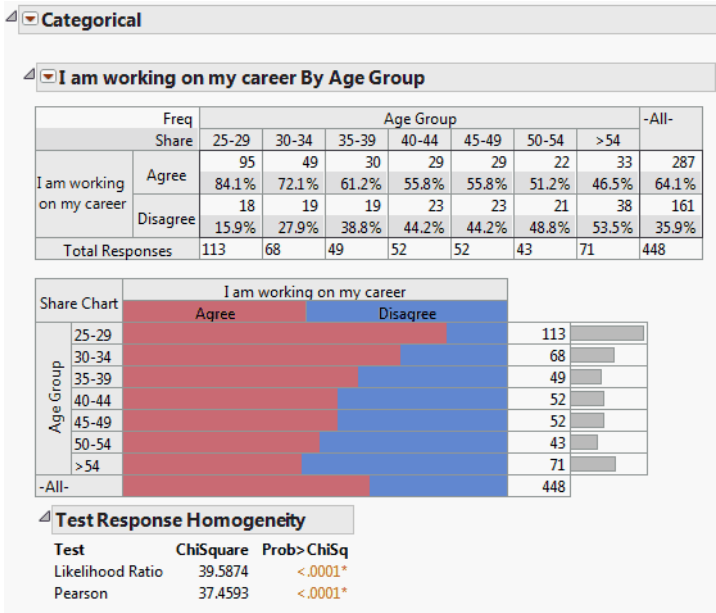 Categorical
I am working on my career By Age Group
Freq Age Group -All-
Share 25-29 30-34 35-39 40-44 45-49 50-54 >54
I am working on my career Agree 95 49 30 29 29 22 33 287
84.1% 72.1% 61.2% 55.8% 55.8% 51.2% 46.5% 64.1%
Disagree 18 19 19 23 23 21 38 161
15.9% 27.9% 38.8% 44.2% 44.2% 48.8% 53.5% 35.9%
Total Responses 113 68 49 52 52 43 71 448
Share Chart I am working on my career
Agree Disagree
Age Group
25-29 113
30-34 68
35-39 49
40-44 52
45-49 52
50-54 43
>54 71
-All- 448
Test Response Homogeneity
Test ChiSquare Prob>ChiSq
Likelihood Ratio 39.5874 <.0001*
Pearson 37.4593 <.0001*